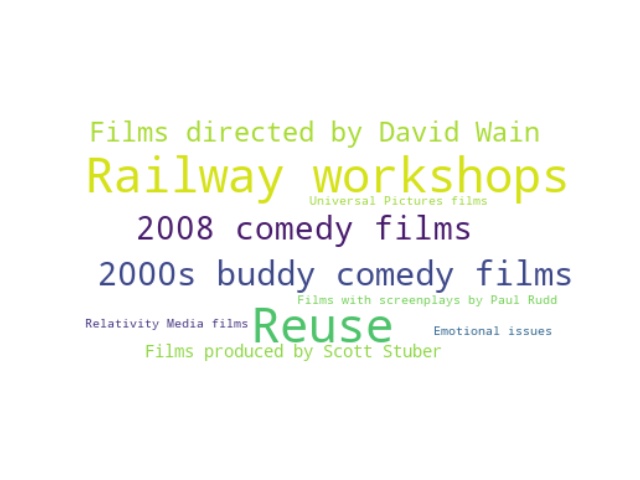 Films directed by David Wain
Railway workshops
Universal Pictures films
2008 comedy films
2000s buddy comedy films
Films with screenplays by Paul Rudd
Relativity Media films
Reuse
Emotional issues
Films produced by Scott Stuber